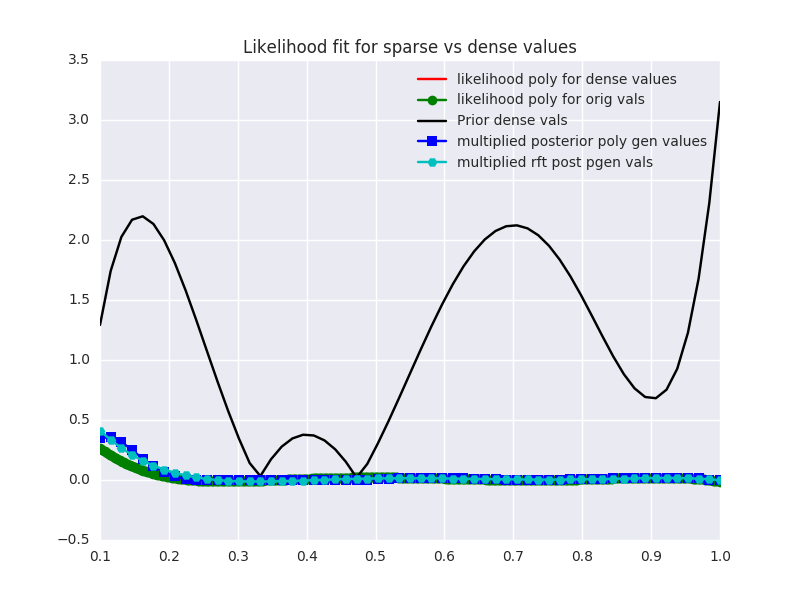 Likelihood fit for sparse vs dense values
3.5
3.0
2.5
2.0
1.5
1.0
0.5
0.0
−0.5
likelihood poly for dense values
likelihood poly for orig vals
Prior dense vals
multiplied posterior poly gen values
multiplied rft post pgen vals
0.1 0.2 0.3 0.4 0.5 0.6 0.7 0.8 0.9 1.0